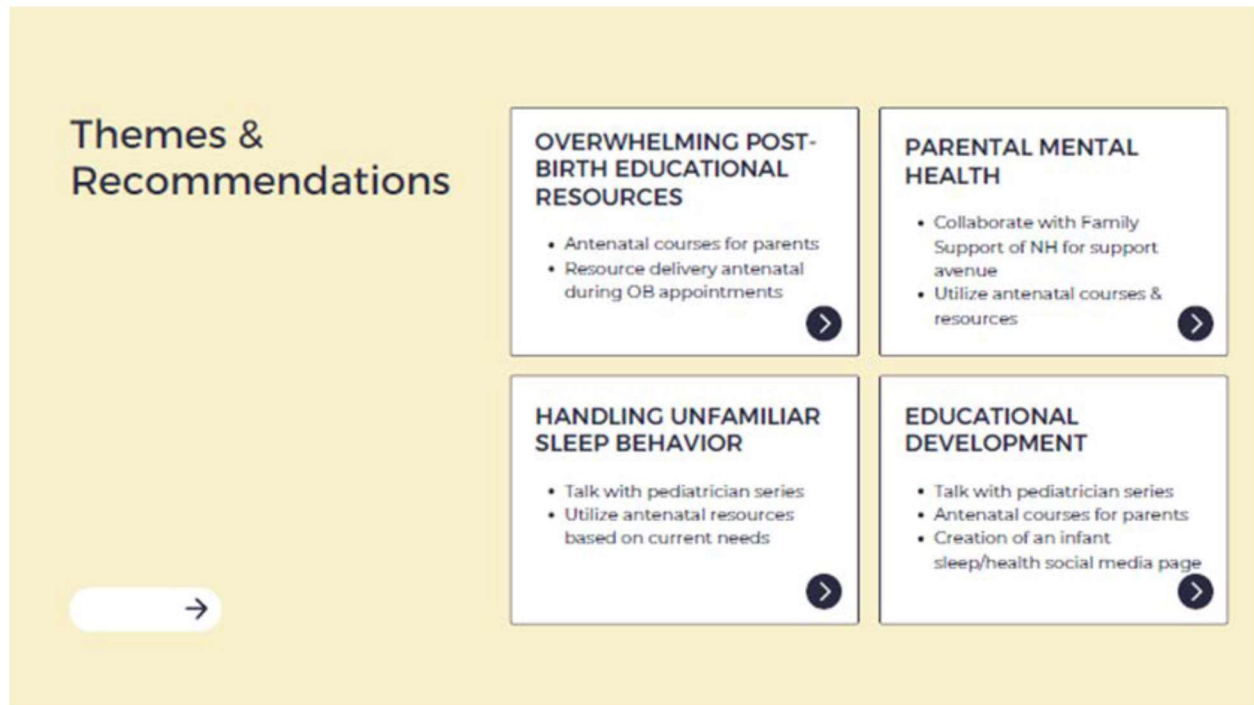 Themes &
Recommendations
OVERWHELMING POST-
BIRTH EDUCATIONAL
RESOURCES
• Antenatal courses for parents
• Resource delivery antenatal
during OB appointments
PARENTAL MENTAL
HEALTH
• Collaborate with Family
Support of NH for support
avenue
• Utilize antenatal courses &
resources
HANDLING UNFAMILIAR
SLEEP BEHAVIOR
• Talk with pediatrician series
• Utilize antenatal resources
based on current needs
EDUCATIONAL
DEVELOPMENT
• Talk with pediatrician series
• Antenatal courses for parents
• Creation of an infant
sleep/health social media page